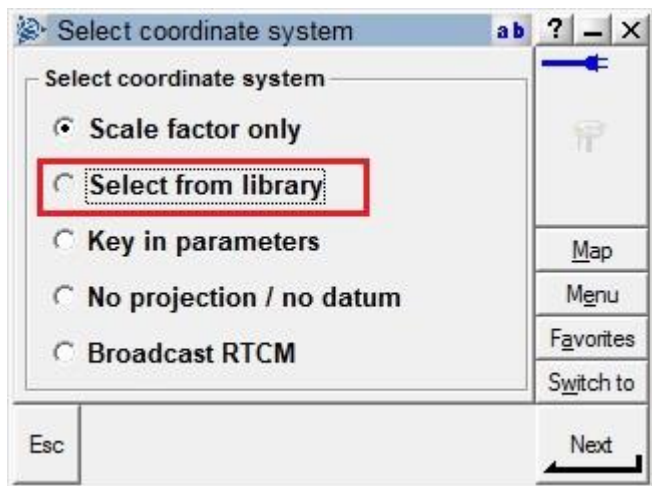 Select coordinate system
ab
?
Select coordinate system
Scale factor only
Select from library
Key in parameters
No projection / no datum
Broadcast RTCM
Map
Menu
Favorites
Switch to
Esc
Next